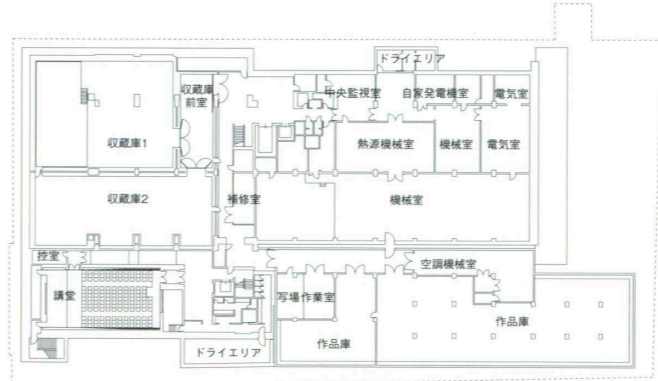 ドライエリア
中央監視室
自家発電機室
電気室
収蔵庫
前室
収蔵庫1
熱源機械室
機械室
電気室
収蔵庫2
補修室
機械室
控室
空調機械室
講堂
写場
作業室
作品庫
作品庫
ドライエリア